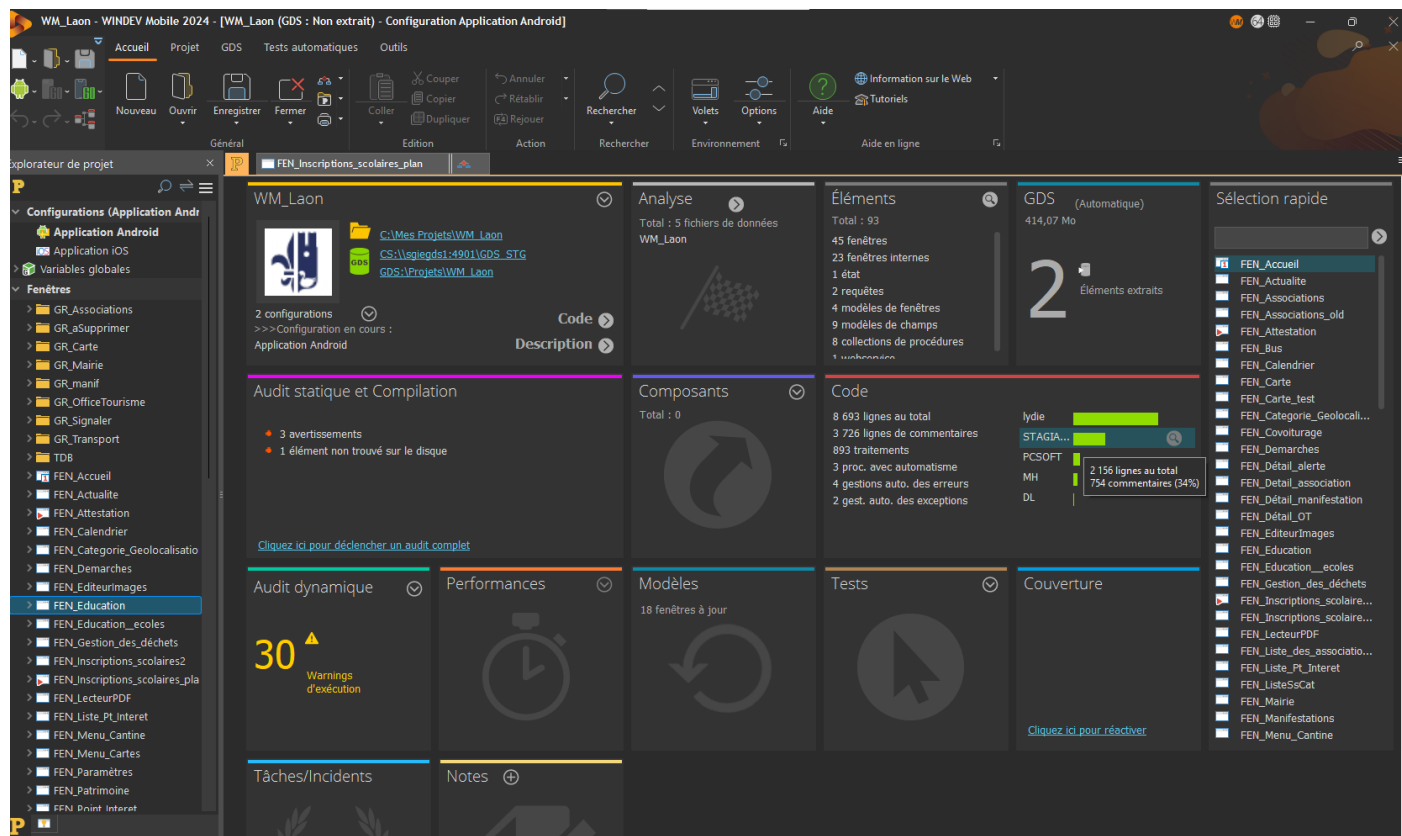 WM_Laon - WINDEV Mobile 2024 - [WM_Laon (GDS : Non extrait) - Configuration Application Android]
WM 64
Accueil Projet GDS Tests automatiques Outils
Nouveau Ouvrir Enregistrer Fermer
Général
Coller Couper Copier Dupliquer
Edition
Annuler Rétablir Rejouer
Action
Rechercher
Rechercher
Volets Options
Environnement
Aide Information sur le Web Tutoriels
Aide en ligne
Explorateur de projet
Configurations (Application Andr
Application Android
Application iOS
Variables globales
Fenêtres
GR_Associations
GR_aSupprimer
GR_Carte
GR_Mairie
GR_manif
GR_OfficeTourisme
GR_Signaler
GR_Transport
TDB
FEN_Accueil
FEN_Actualite
FEN_Attestation
FEN_Calendrier
FEN_Categorie_Geolocalisatio
FEN_Demarches
FEN_EditeurImages
FEN_Education
FEN_Education__ecoles
FEN_Gestion_des_déchets
FEN_Inscriptions_scolaires2
FEN_Inscriptions_scolaires_pla
FEN_LecteurPDF
FEN_Liste_Pt_Interet
FEN_Menu_Cantine
FEN_Menu_Cartes
FEN_Paramètres
FEN_Patrimoine
FEN_Point_Interet
FEN_Inscriptions_scolaires_plan
WM_Laon
C:\Mes Projets\WM_Laon
GDS
CS:\\sgiegds1:4901\GDS_STG
GDS:\Projets\WM_Laon
2 configurations
>>>Configuration en cours :
Application Android
Code
Description
Analyse
Total : 5 fichiers de données
WM_Laon
Éléments
Total : 93
45 fenêtres
23 fenêtres internes
1 état
2 requêtes
4 modèles de fenêtres
9 modèles de champs
8 collections de procédures
1 webservice
GDS (Automatique)
414,07 Mo
2 Éléments extraits
Audit statique et Compilation
3 avertissements
1 élément non trouvé sur le disque
Cliquez ici pour déclencher un audit complet
Composants
Total : 0
Code
8 693 lignes au total
3 726 lignes de commentaires
893 traitements
3 proc. avec automatisme
4 gestions auto. des erreurs
2 gest. auto. des exceptions
lydie
STAGIA...
PCSOFT
MH
DL
2 156 lignes au total
754 commentaires (34%)
Audit dynamique
30
Warnings
d'exécution
Performances
Modèles
18 fenêtres à jour
Tests
Couverture
Cliquez ici pour réactiver
Tâches/Incidents
Notes
Sélection rapide
FEN_Accueil
FEN_Actualite
FEN_Associations
FEN_Associations_old
FEN_Attestation
FEN_Bus
FEN_Calendrier
FEN_Carte
FEN_Carte_test
FEN_Categorie_Geolocali...
FEN_Covoiturage
FEN_Demarches
FEN_Détail_alerte
FEN_Detail_association
FEN_Détail_manifestation
FEN_Détail_OT
FEN_EditeurImages
FEN_Education
FEN_Education__ecoles
FEN_Gestion_des_déchets
FEN_Inscriptions_scolaire...
FEN_Inscriptions_scolaire...
FEN_LecteurPDF
FEN_Liste_des_associatio...
FEN_Liste_Pt_Interet
FEN_ListeSsCat
FEN_Mairie
FEN_Manifestations
FEN_Menu_Cantine